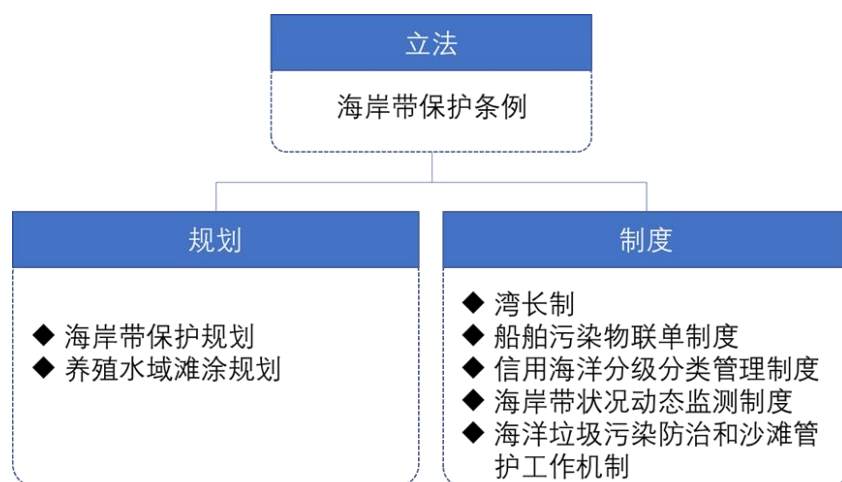 立法
海岸带保护条例
规划
◆ 海岸带保护规划
◆ 养殖水域滩涂规划
制度
◆ 湾长制
◆ 船舶污染物联单制度
◆ 信用海洋分级分类管理制度
◆ 海岸带状况动态监测制度
◆ 海洋垃圾污染防治和沙滩管
护工作机制